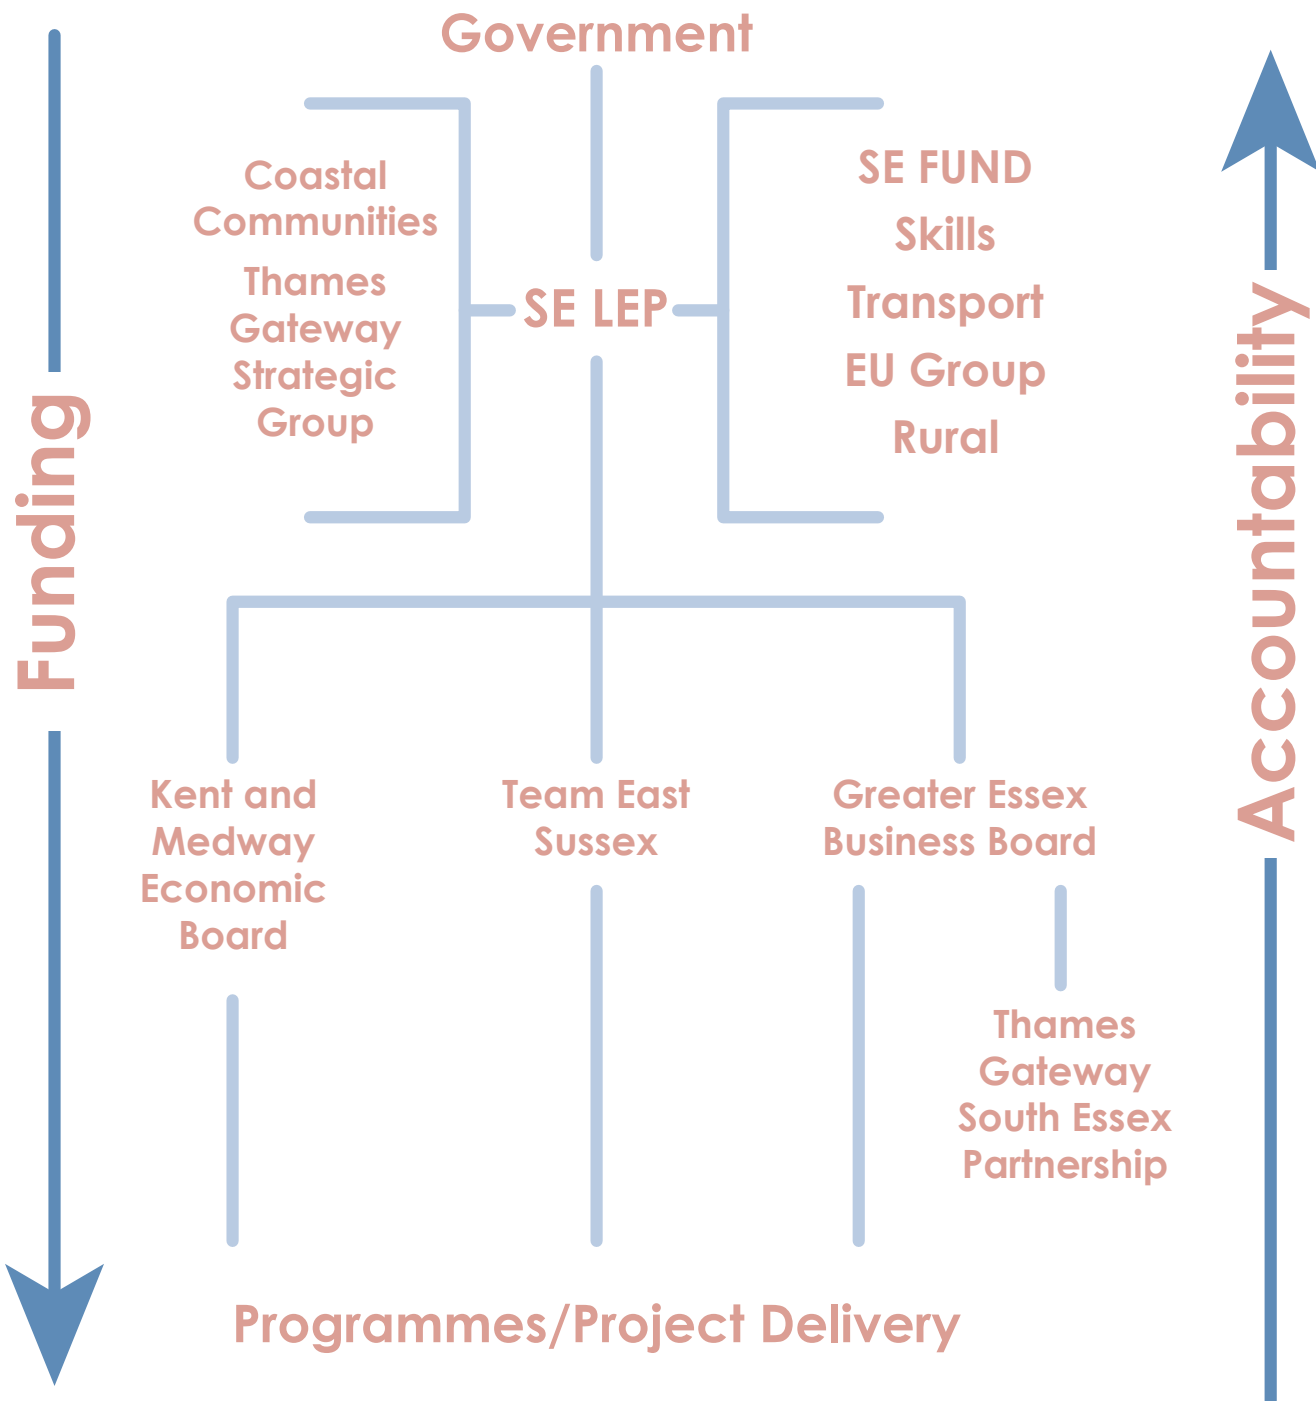 Government
Coastal
Communities
Thames
Gateway
Strategic
Group
SE LEP
SE FUND
Skills
Transport
EU Group
Rural
Funding
Accountability
Kent and
Medway
Economic
Board
Team East
Sussex
Greater Essex
Business Board
Thames
Gateway
South Essex
Partnership
Programmes/Project Delivery